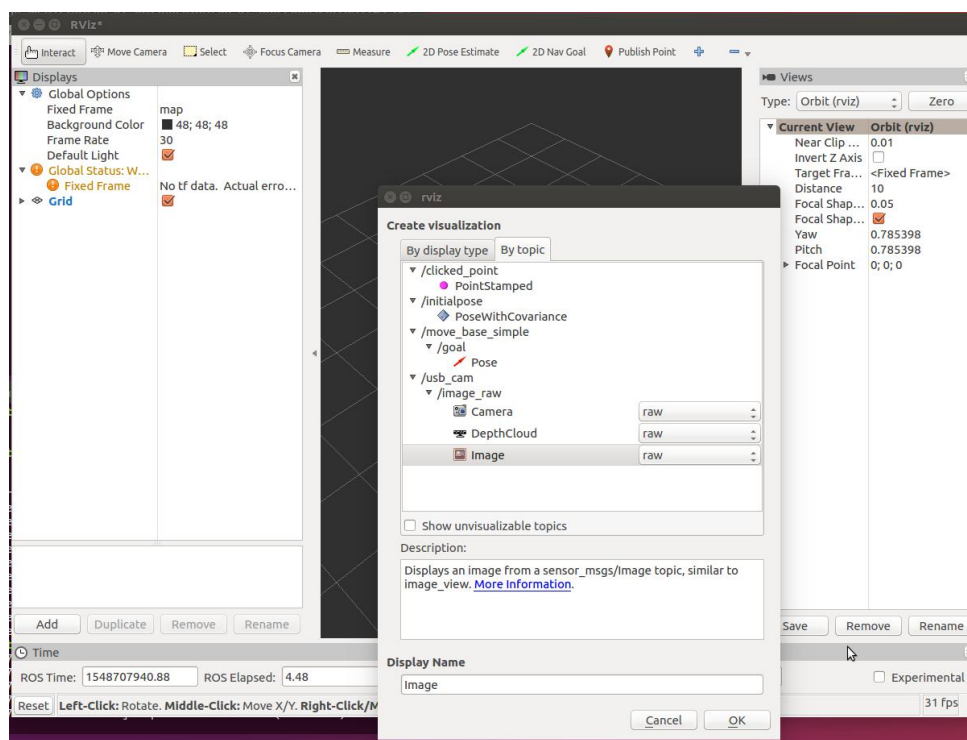 RViz*
Interact Move Camera Select Focus Camera Measure 2D Pose Estimate 2D Nav Goal Publish Point
Displays
Global Options
Fixed Frame map
Background Color 48; 48; 48
Frame Rate 30
Default Light
Global Status: W...
Fixed Frame No tf data. Actual erro...
Grid
Add Duplicate Remove Rename
rviz
Create visualization
By display type By topic
/clicked_point
PointStamped
/initialpose
PoseWithCovariance
/move_base_simple
/goal
Pose
/usb_cam
/image_raw
Camera raw
DepthCloud raw
Image raw
Show unvisualizable topics
Description:
Displays an image from a sensor_msgs/Image topic, similar to
image_view. More Information.
Display Name
Image
Cancel OK
Views
Type: Orbit (rviz) Zero
Current View Orbit (rviz)
Near Clip ... 0.01
Invert Z Axis
Target Fra... <Fixed Frame>
Distance 10
Focal Shap... 0.05
Focal Shap...
Yaw 0.785398
Pitch 0.785398
Focal Point 0; 0; 0
Save Remove Rename
Time
ROS Time: 1548707940.88 ROS Elapsed: 4.48
Experimental
Reset Left-Click: Rotate. Middle-Click: Move X/Y. Right-Click/M
31 fps